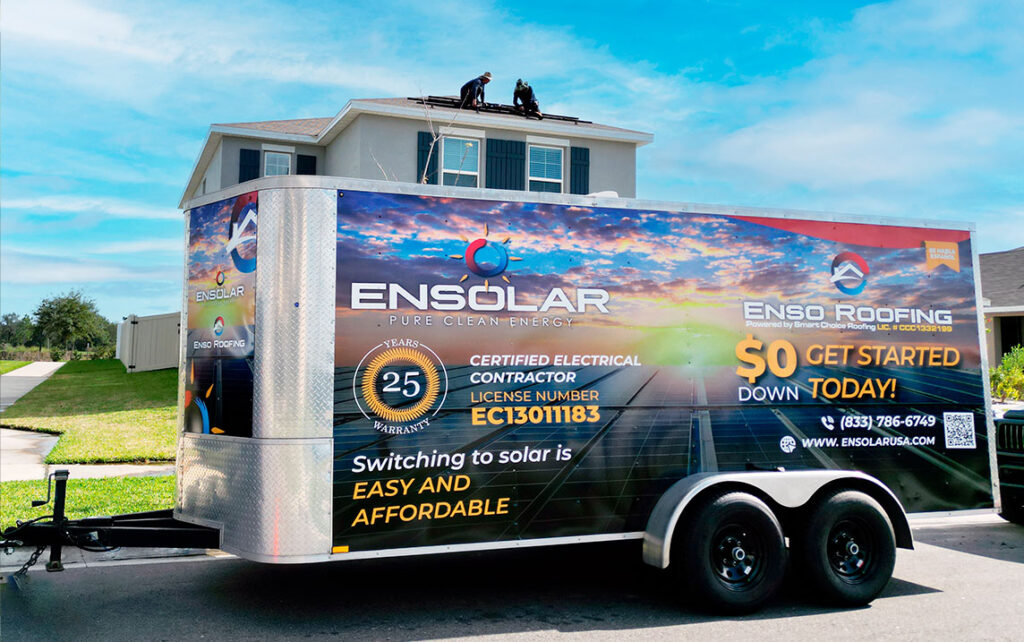 ENSOLAR
ENSO ROOFING
ENSOLAR
PURE CLEAN ENERGY
YEARS
25
WARRANTY
CERTIFIED ELECTRICAL
CONTRACTOR
LICENSE NUMBER
EC13011183
Switching to solar is
EASY AND
AFFORDABLE
SE HABLA
ESPAÑOL
ENSO ROOFING
Powered by Smart Choice Roofing LIC. # CCC1332199
$0
DOWN
GET STARTED
TODAY!
(833) 786-6749
WWW.ENSOLARUSA.COM